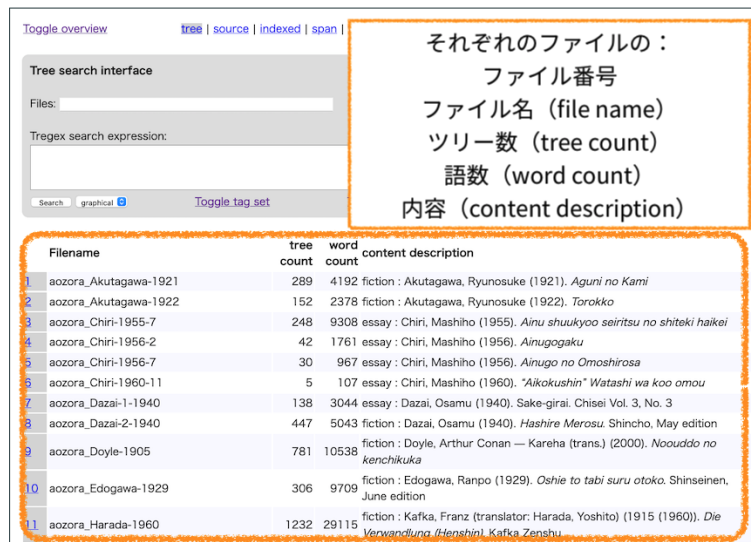 Toggle overview tree | source | indexed | span |
Tree search interface
Files:
Tregex search expression:
Search graphical Toggle tag set
それぞれのファイルの：
ファイル番号
ファイル名（file name）
ツリー数（tree count）
語数（word count）
内容（content description）
Filename tree count word count content description
1 aozora_Akutagawa-1921 289 4192 fiction : Akutagawa, Ryunosuke (1921). Aguni no Kami
2 aozora_Akutagawa-1922 152 2378 fiction : Akutagawa, Ryunosuke (1922). Torokko
3 aozora_Chiri-1955-7 248 9308 essay : Chiri, Mashiho (1955). Ainu shuukyoo seiritsu no shiteki haikei
4 aozora_Chiri-1956-2 42 1761 essay : Chiri, Mashiho (1956). Ainugogaku
5 aozora_Chiri-1956-7 30 967 essay : Chiri, Mashiho (1956). Ainugo no Omoshirosa
6 aozora_Chiri-1960-11 5 107 essay : Chiri, Mashiho (1960). "Aikokushin" Watashi wa koo omou
7 aozora_Dazai-1-1940 138 3044 essay : Dazai, Osamu (1940). Sake-girai. Chisei Vol. 3, No. 3
8 aozora_Dazai-2-1940 447 5043 fiction : Dazai, Osamu (1940). Hashire Merosu. Shincho, May edition
9 aozora_Doyle-1905 781 10538 fiction : Doyle, Arthur Conan — Kareha (trans.) (2000). Noouddo no
kenchikuka
10 aozora_Edogawa-1929 306 9709 fiction : Edogawa, Ranpo (1929). Oshie to tabi suru otoko. Shinseinen,
June edition
11 aozora_Harada-1960 1232 29115 fiction : Kafka, Franz (translator: Harada, Yoshito) (1915 (1960)). Die
Verwandlung (Henshin). Kafka Zenshu